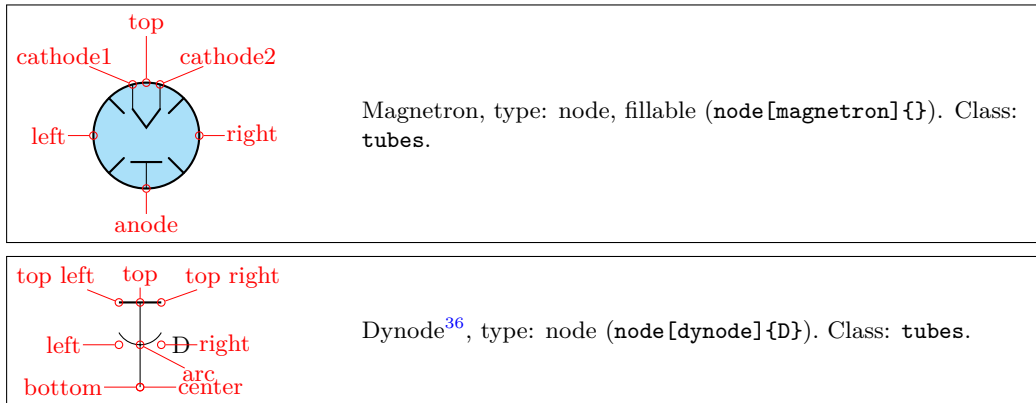 top
cathode1 cathode2
left right
anode
Magnetron, type: node, fillable (node[magnetron]{}). Class:
tubes.
top left top top right
left D right
arc
bottom center
Dynode36, type: node (node[dynode]{D}). Class: tubes.